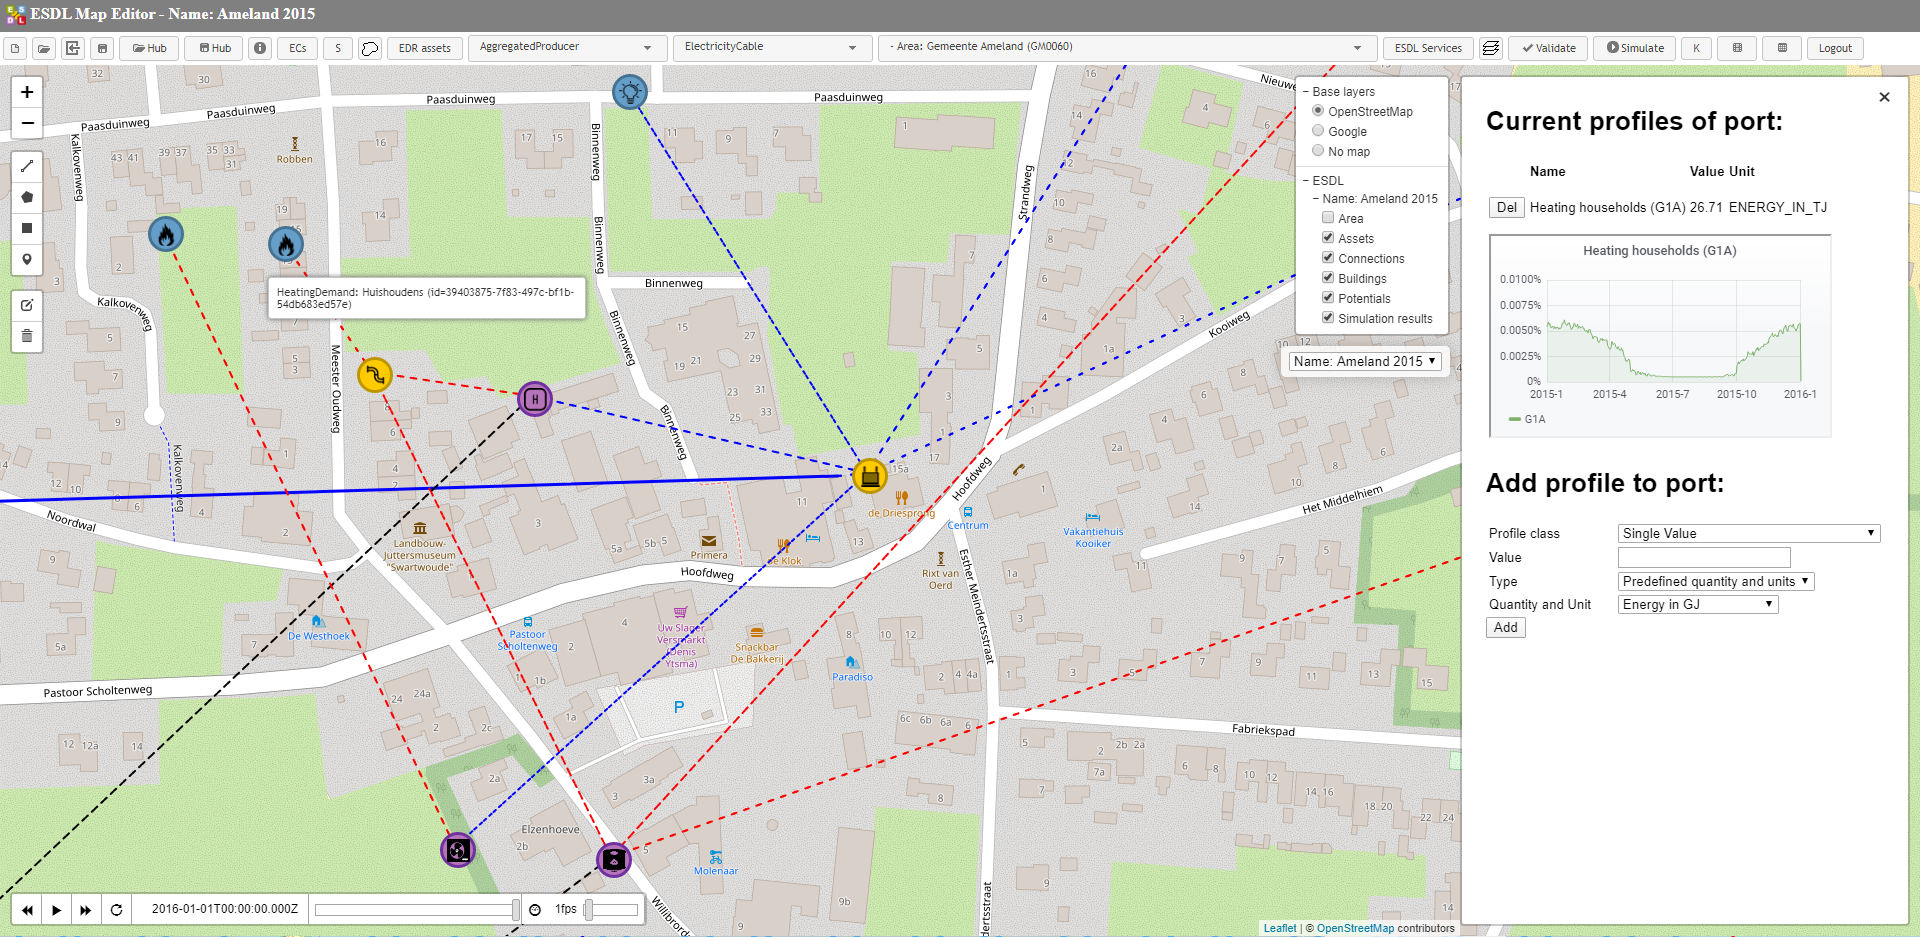 ESDL Map Editor - Name: Ameland 2015
Hub
Hub
ECs
S
EDR assets
AggregatedProducer
ElectricityCable
- Area: Gemeente Ameland (GM0060)
ESDL Services
Validate
Simulate
K
Logout
+
−
Paasduinweg
Paasduinweg
Paasduinweg
Paasduinweg
Robben
Kalkovenweg
Kalkovenweg
Kalkovenweg
Binnenweg
Binnenweg
Binnenweg
Binnenweg
Binnenweg
Strandweg
Nieuwe
Kooiweg
Meester Oudweg
HeatingDemand: Huishoudens (id=39403875-7f83-497c-bf1b-
54db683ed57e)
H
Noordwal
Landbouw-
Juttersmuseum
"Swartwoude"
Primera
de Klok
de Driesprong
Centrum
Hoofdweg
Hoofdweg
Vakantiehuis
Kooiker
Het Middelhiem
Rixt van
Oerd
Esther Meindertsstraat
De Westhoek
Pastoor
Scholtenweg
Uw Slager
Versmarkt
(Denis
Ytsma)
Snackbar
De Bakkerij
Paradiso
Pastoor Scholtenweg
P
Fabriekspad
Elzenhoeve
Molenaar
Willibrord
dertsstraat
− Base layers
OpenStreetMap
Google
No map
− ESDL
− Name: Ameland 2015
Area
Assets
Connections
Buildings
Potentials
Simulation results
Name: Ameland 2015
2016-01-01T00:00:00.000Z
1fps
Leaflet | © OpenStreetMap contributors
×
Current profiles of port:
Name Value Unit
Del Heating households (G1A) 26.71 ENERGY_IN_TJ
Heating households (G1A)
0.0100%
0.0075%
0.0050%
0.0025%
0%
2015-1 2015-4 2015-7 2015-10 2016-1
G1A
Add profile to port:
Profile class Single Value
Value
Type Predefined quantity and units
Quantity and Unit Energy in GJ
Add